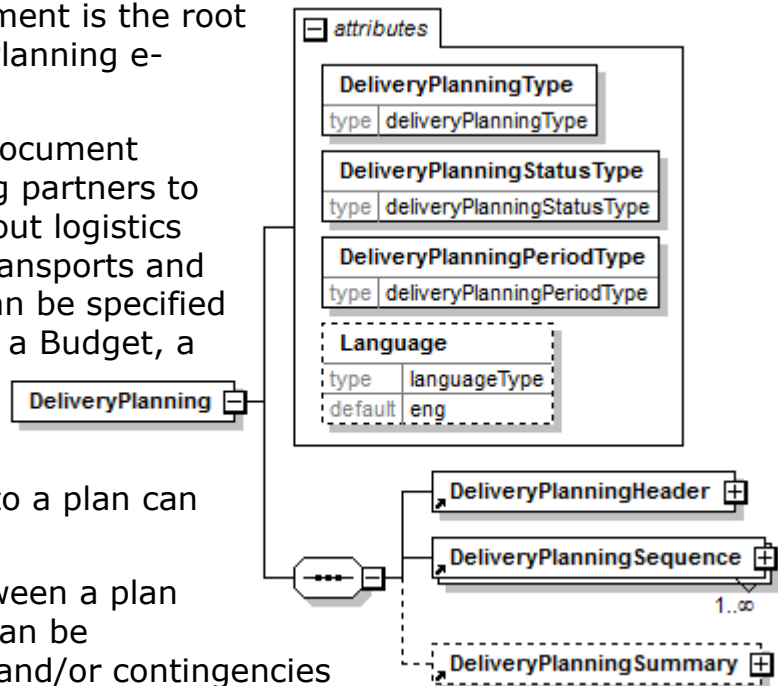 ment is the root
lanning e-
ocument
g partners to
out logistics
ansports and
an be specified
a Budget, a
to a plan can
ween a plan
an be
and/or contingencies
DeliveryPlanning
attributes
DeliveryPlanningType
type deliveryPlanningType
DeliveryPlanningStatusType
type deliveryPlanningStatusType
DeliveryPlanningPeriodType
type deliveryPlanningPeriodType
Language
type languageType
default eng
DeliveryPlanningHeader
DeliveryPlanningSequence
1..∞
DeliveryPlanningSummary